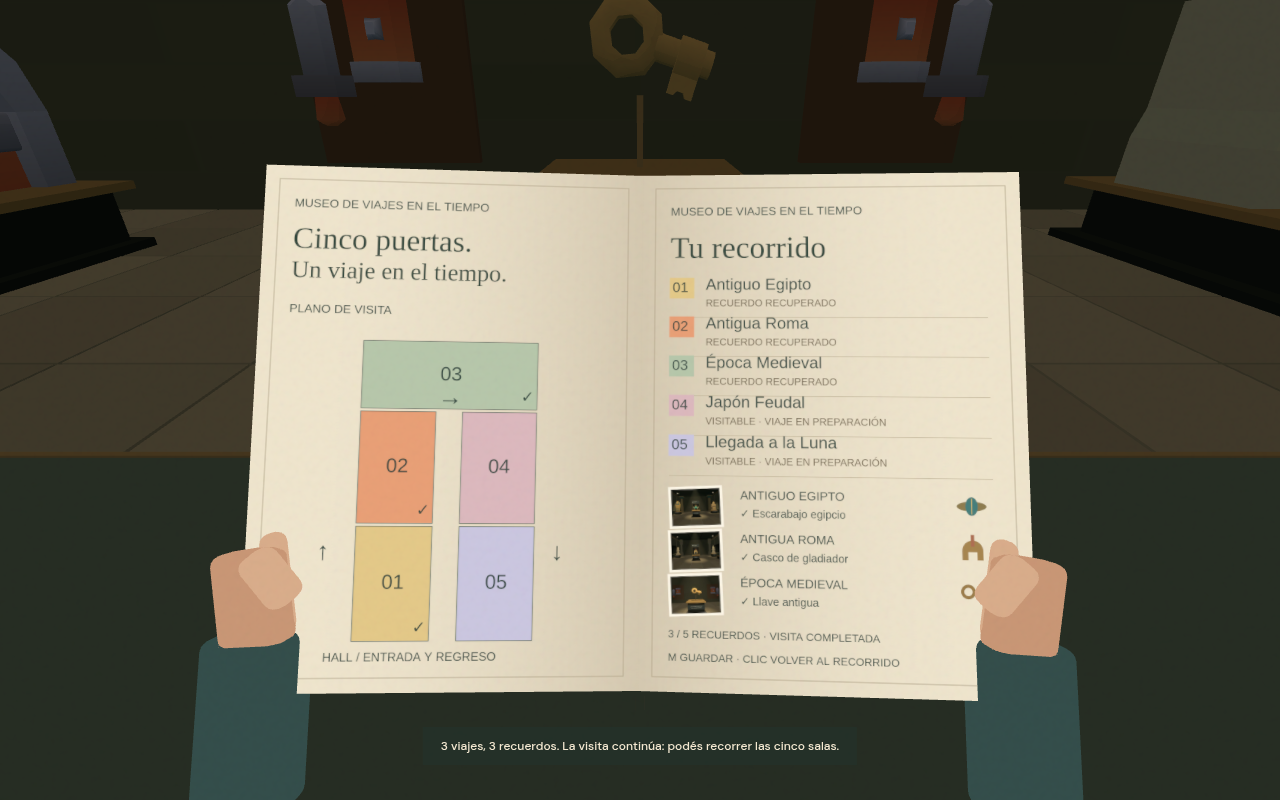 MUSEO DE VIAJES EN EL TIEMPO
Cinco puertas.
Un viaje en el tiempo.
PLANO DE VISITA
03
→
✓
02
✓
04
↑
01
✓
05
↓
HALL / ENTRADA Y REGRESO
MUSEO DE VIAJES EN EL TIEMPO
Tu recorrido
01 Antiguo Egipto
RECUERDO RECUPERADO
02 Antigua Roma
RECUERDO RECUPERADO
03 Época Medieval
RECUERDO RECUPERADO
04 Japón Feudal
VISITABLE · VIAJE EN PREPARACIÓN
05 Llegada a la Luna
VISITABLE · VIAJE EN PREPARACIÓN
ANTIGUO EGIPTO
✓ Escarabajo egipcio
ANTIGUA ROMA
✓ Casco de gladiador
ÉPOCA MEDIEVAL
✓ Llave antigua
3 / 5 RECUERDOS · VISITA COMPLETADA
M GUARDAR · CLIC VOLVER AL RECORRIDO
3 viajes, 3 recuerdos. La visita continúa: podés recorrer las cinco salas.